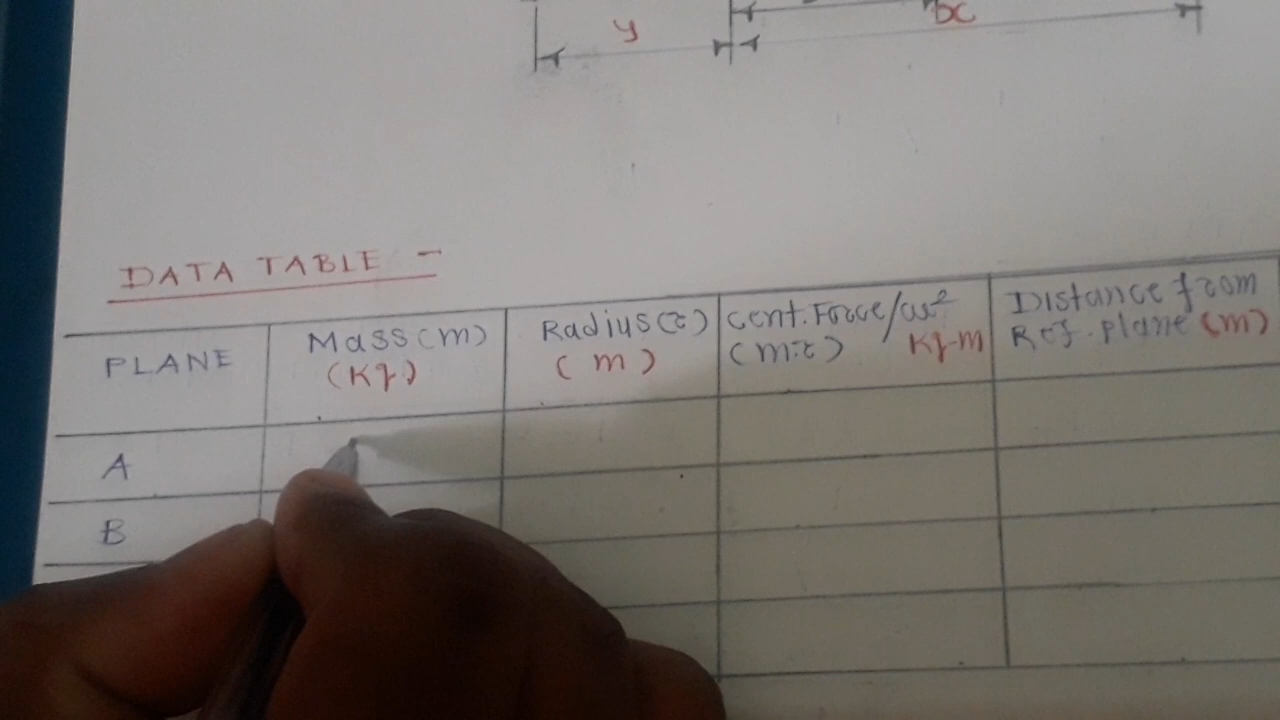 y
x
DATA TABLE -
PLANE
Mass (m)
(Kg.)
Radius (r)
( m )
cent. Force/ω²
(m.r) Kg-m
Distance from
Ref. plane (m)
A
B